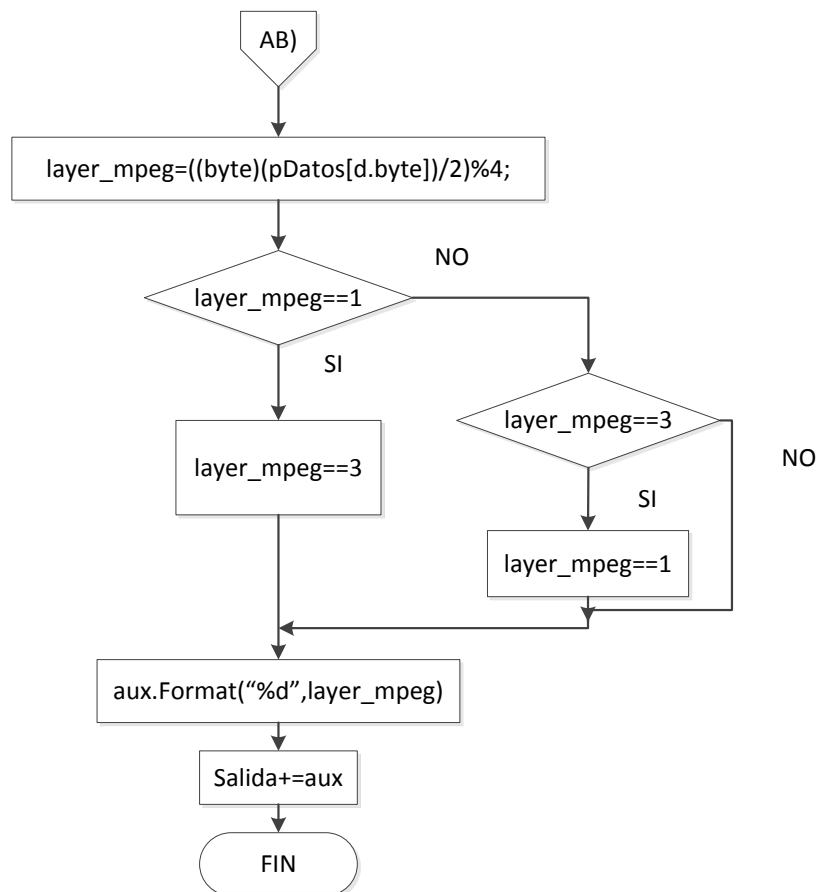 AB)
layer_mpeg=((byte)(pDatos[d.byte])/2)%4;
NO
layer_mpeg==1
SI
layer_mpeg==3
layer_mpeg==3
NO
SI
layer_mpeg==1
aux.Format(“%d”,layer_mpeg)
Salida+=aux
FIN